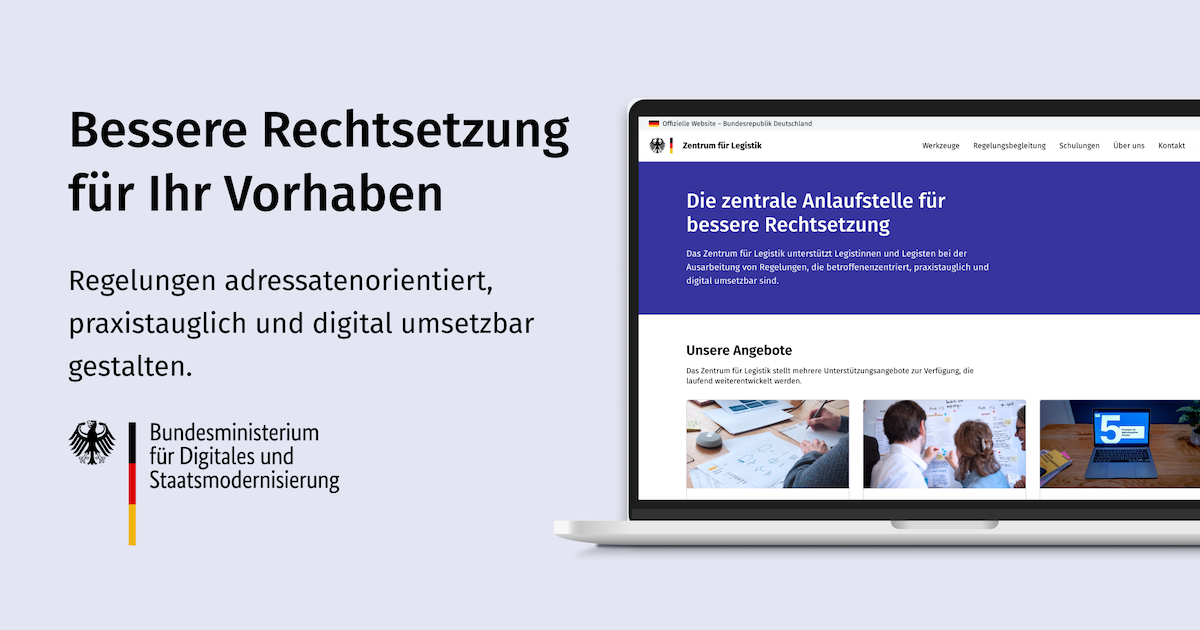 Bessere Rechtsetzung
für Ihr Vorhaben
Regelungen adressatenorientiert,
praxistauglich und digital umsetzbar
gestalten.
Bundesministerium
für Digitales und
Staatsmodernisierung
Offizielle Website – Bundesrepublik Deutschland
Zentrum für Legistik
Werkzeuge Regelungsbegleitung Schulungen Über uns Kontakt
Die zentrale Anlaufstelle für
bessere Rechtsetzung
Das Zentrum für Legistik unterstützt Legistinnen und Legisten bei der
Ausarbeitung von Regelungen, die betroffenenzentriert, praxistauglich und
digital umsetzbar sind.
Unsere Angebote
Das Zentrum für Legistik stellt mehrere Unterstützungsangebote zur Verfügung, die
laufend weiterentwickelt werden.
5